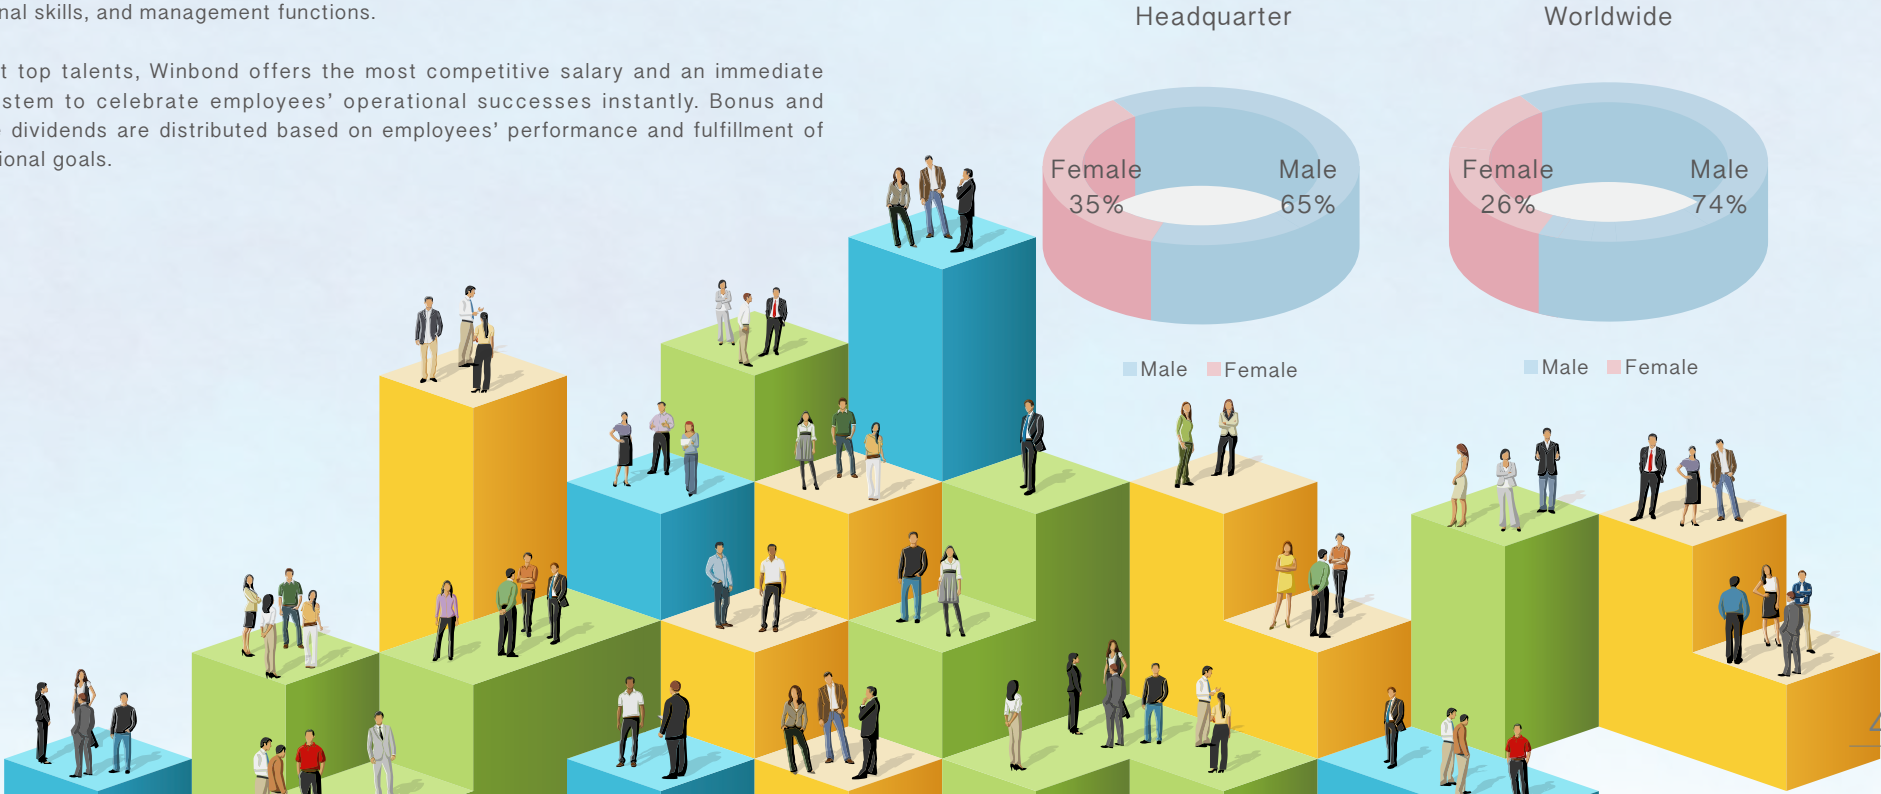 nal skills, and management functions.
t top talents, Winbond offers the most competitive salary and an immediate
stem to celebrate employees’ operational successes instantly. Bonus and
e dividends are distributed based on employees’ performance and fulfillment of
ional goals.
Headquarter
Female
35%
Male
65%
Male Female
Worldwide
Female
26%
Male
74%
Male Female
4